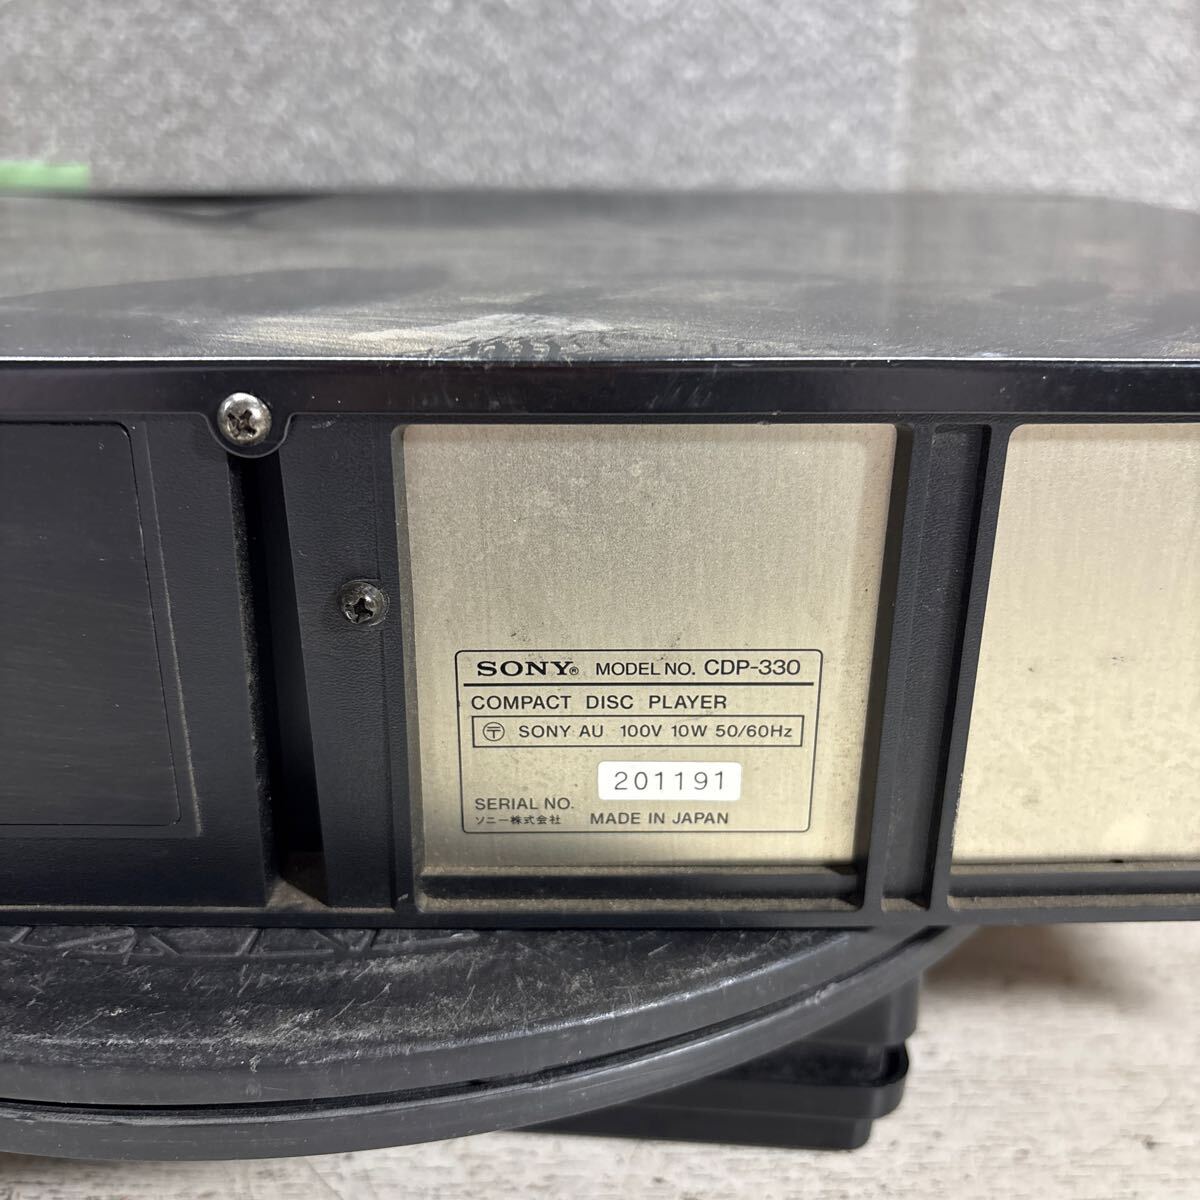 SONY® MODEL NO. CDP-330
COMPACT DISC PLAYER
〒 SONY AU 100V 10W 50/60Hz
201191
SERIAL NO.
ソニー株式会社 MADE IN JAPAN